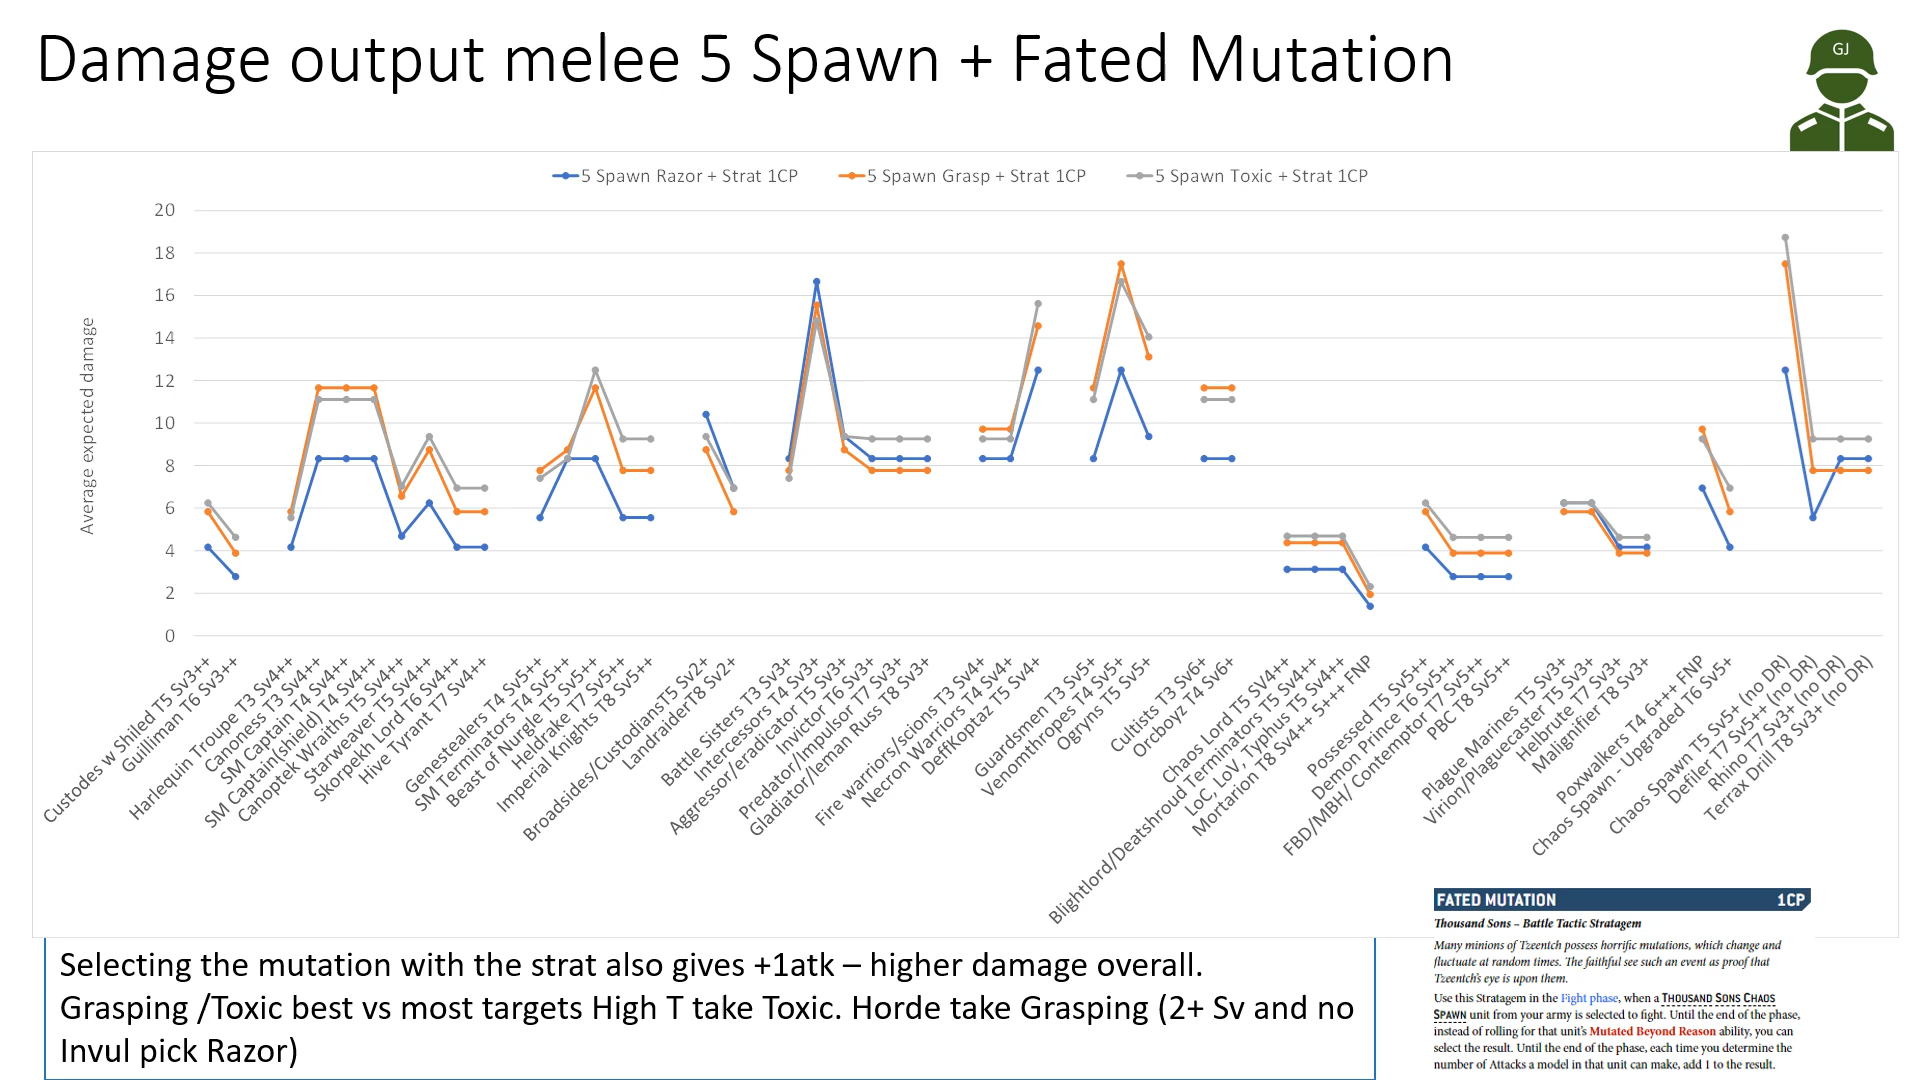 Damage output melee 5 Spawn + Fated Mutation
GJ
5 Spawn Razor + Strat 1CP
5 Spawn Grasp + Strat 1CP
5 Spawn Toxic + Strat 1CP
Average expected damage
20
18
16
14
12
10
8
6
4
2
0
Custodes w Shiled T5 Sv3++
Guilliman T6 Sv3++
Harlequin Troupe T3 Sv4++
Canoness T3 Sv4++
SM Captain T4 Sv4++
SM Captain(shield) T4 Sv4++
Canoptek Wraiths T5 Sv4++
Starweaver T5 Sv4++
Skorpekh Lord T6 Sv4++
Hive Tyrant T7 Sv4++
Genestealers T4 Sv5++
SM Terminators T4 Sv5++
Beast of Nurgle T5 Sv5++
Heldrake T7 Sv5++
Imperial Knights T8 Sv5++
Broadsides/CustodiansT5 Sv2+
LandraiderT8 Sv2+
Battle Sisters T3 Sv3+
Intercessors T4 Sv3+
Aggressor/eradicator T5 Sv3+
Invictor T6 Sv3+
Predator/Impulsor T7 Sv3+
Gladiator/leman Russ T8 Sv3+
Fire warriors/scions T3 Sv4+
Necron Warriors T4 Sv4+
DeffKoptaz T5 Sv4+
Guardsmen T3 Sv5+
Venomthropes T4 Sv5+
Ogryns T5 Sv5+
Cultists T3 Sv6+
Orcboyz T4 Sv6+
Chaos Lord T5 Sv4++
Blightlord/Deatshroud Terminators T5 Sv4++
LoC, LoV, Typhus T5 Sv4++
Mortarion T8 Sv4++ 5+++ FNP
Possessed T5 Sv5++
Demon Prince T6 Sv5++
FBD/MBH/ Contemptor T7 Sv5++
PBC T8 Sv5++
Plague Marines T5 Sv3+
Virion/Plaguecaster T5 Sv3+
Helbrute T7 Sv3+
Malignifier T8 Sv3+
Poxwalkers T4 6+++ FNP
Chaos Spawn - Upgraded T6 Sv5+
Chaos Spawn T5 Sv5+ (no DR)
Defiler T7 Sv5++ (no DR)
Rhino T7 Sv3+ (no DR)
Terrax Drill T8 Sv3+ (no DR)
Selecting the mutation with the strat also gives +1atk – higher damage overall.
Grasping /Toxic best vs most targets High T take Toxic. Horde take Grasping (2+ Sv and no
Invul pick Razor)
FATED MUTATION 1CP
Thousand Sons – Battle Tactic Stratagem
Many minions of Tzeentch possess horrific mutations, which change and
fluctuate at random times. The faithful see such an event as proof that
Tzeentch's eye is upon them.
Use this Stratagem in the Fight phase, when a THOUSAND SONS CHAOS
SPAWN unit from your army is selected to fight. Until the end of the phase,
instead of rolling for that unit's Mutated Beyond Reason ability, you can
select the result. Until the end of the phase, each time you determine the
number of Attacks a model in that unit can make, add 1 to the result.